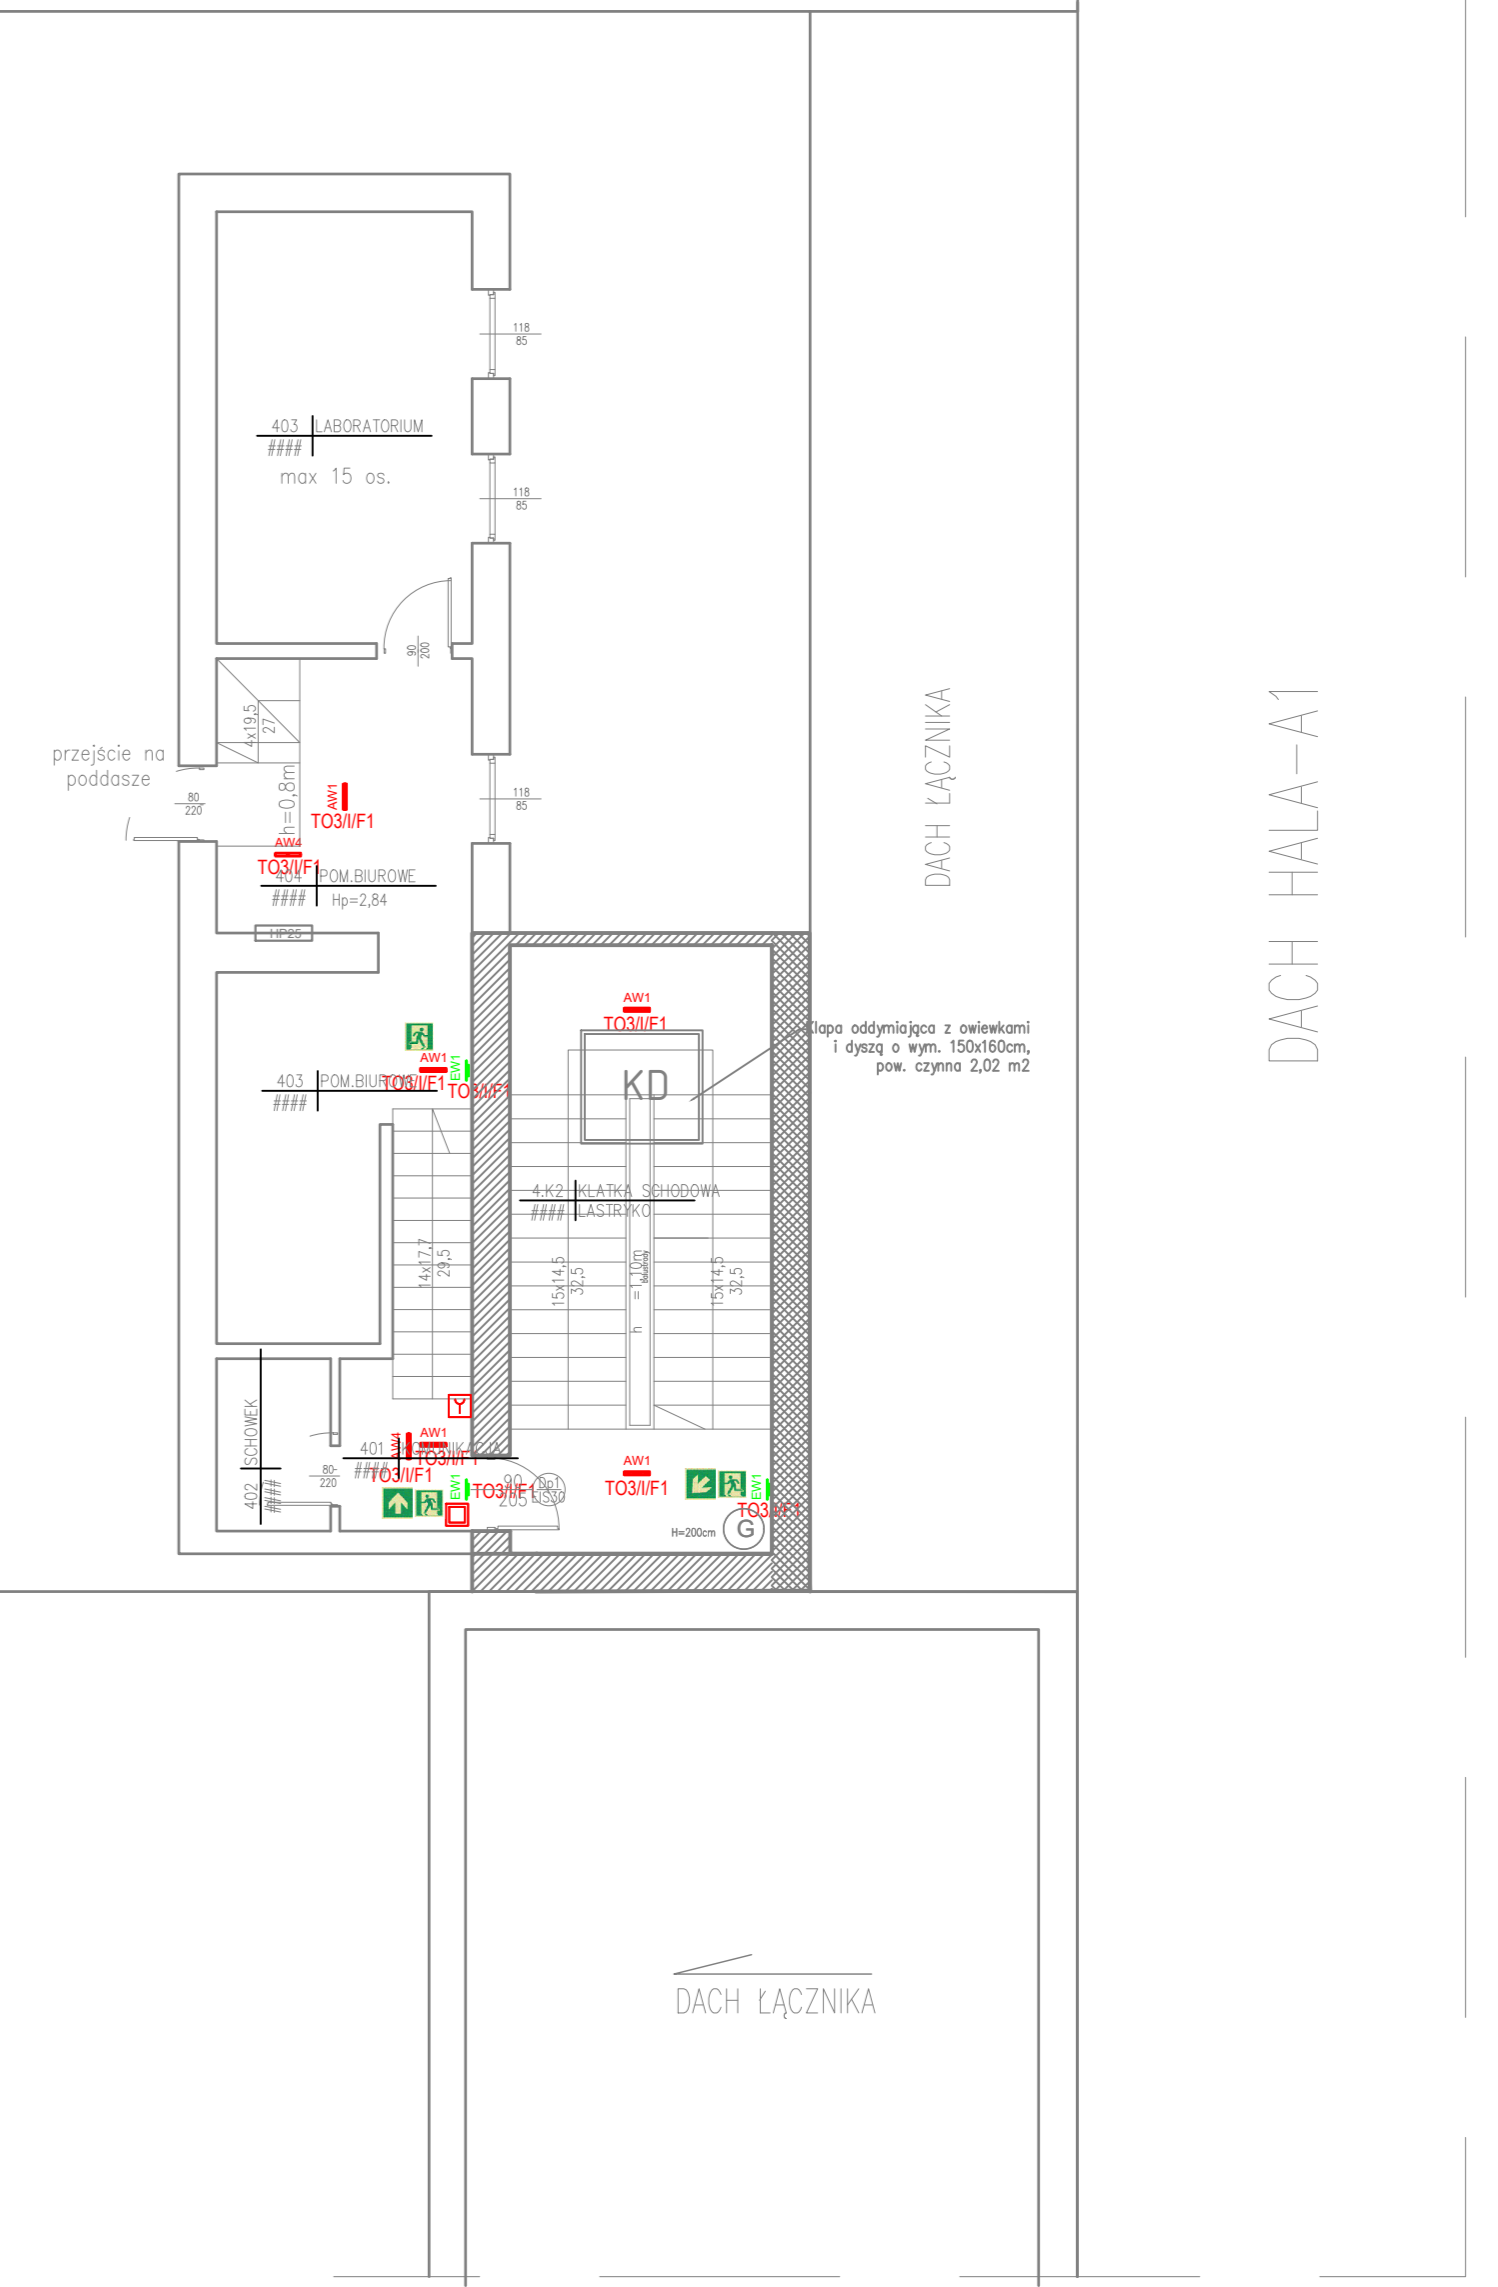 118
85
403 LABORATORIUM
####
max 15 os.
118
85
90
200
4x19,5
27
przejście na
poddasze
80
220
h=0,8m
AW1
TO3/I/F1
118
85
AW4
TO3/I/F1
404 POM.BIUROWE
#### Hp=2,84
HP25
DACH ŁĄCZNIKA
DACH HALA-A1
AW1
TO3/I/F1
Klapa oddymiająca z owiewkami
i dyszą o wym. 150x160cm,
pow. czynna 2,02 m2
KD
AW1
TO3/I/F1
EW1
TO3/I/F1
403 POM.BIUROWE
####
4.K2 KLATKA SCHODOWA
#### LASTRYKO
14x17,7
29,5
15x14,5
32,5
h =1,10m
Balustrady
15x14,5
32,5
402 SCHOWEK
####
80
220
Y
AW4
TO3/I/F1
AW1
TO3/I/F1
401 KOMUNIKACJA
####
EW1
TO3/I/F1
90
205
Dp1
EIS30
AW1
TO3/I/F1
EW1
TO3/I/F1
H=200cm
G
DACH ŁĄCZNIKA